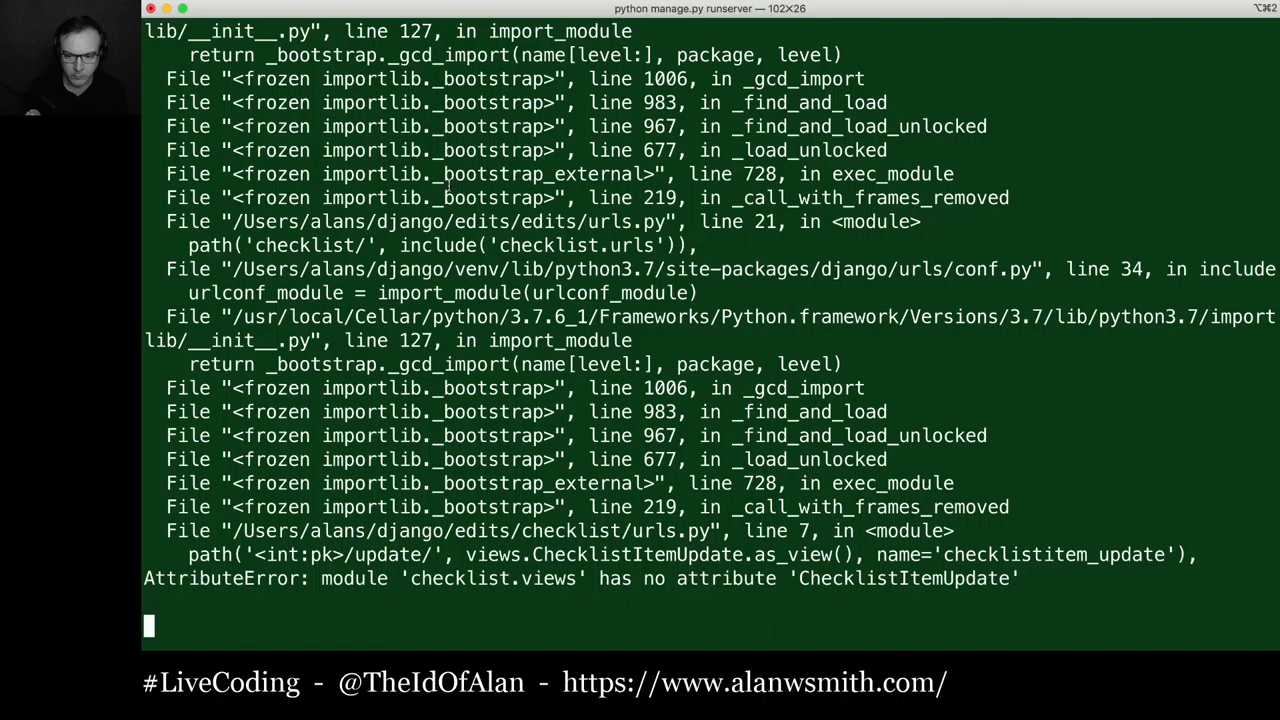 python manage.py runserver — 102×26
⌥⌘2
lib/__init__.py", line 127, in import_module
    return _bootstrap._gcd_import(name[level:], package, level)
  File "<frozen importlib._bootstrap>", line 1006, in _gcd_import
  File "<frozen importlib._bootstrap>", line 983, in _find_and_load
  File "<frozen importlib._bootstrap>", line 967, in _find_and_load_unlocked
  File "<frozen importlib._bootstrap>", line 677, in _load_unlocked
  File "<frozen importlib._bootstrap_external>", line 728, in exec_module
  File "<frozen importlib._bootstrap>", line 219, in _call_with_frames_removed
  File "/Users/alans/django/edits/edits/urls.py", line 21, in <module>
    path('checklist/', include('checklist.urls')),
  File "/Users/alans/django/venv/lib/python3.7/site-packages/django/urls/conf.py", line 34, in include
    urlconf_module = import_module(urlconf_module)
  File "/usr/local/Cellar/python/3.7.6_1/Frameworks/Python.framework/Versions/3.7/lib/python3.7/import
lib/__init__.py", line 127, in import_module
    return _bootstrap._gcd_import(name[level:], package, level)
  File "<frozen importlib._bootstrap>", line 1006, in _gcd_import
  File "<frozen importlib._bootstrap>", line 983, in _find_and_load
  File "<frozen importlib._bootstrap>", line 967, in _find_and_load_unlocked
  File "<frozen importlib._bootstrap>", line 677, in _load_unlocked
  File "<frozen importlib._bootstrap_external>", line 728, in exec_module
  File "<frozen importlib._bootstrap>", line 219, in _call_with_frames_removed
  File "/Users/alans/django/edits/checklist/urls.py", line 7, in <module>
    path('<int:pk>/update/', views.ChecklistItemUpdate.as_view(), name='checklistitem_update'),
AttributeError: module 'checklist.views' has no attribute 'ChecklistItemUpdate'
#LiveCoding - @TheIdOfAlan - https://www.alanwsmith.com/